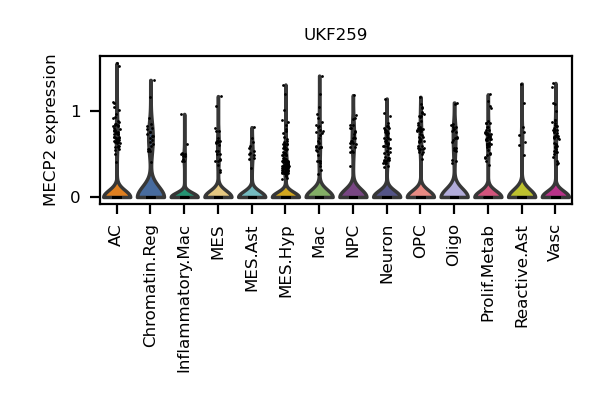 UKF259
MECP2 expression
1
0
AC
Chromatin.Reg
Inflammatory.Mac
MES
MES.Ast
MES.Hyp
Mac
NPC
Neuron
OPC
Oligo
Prolif.Metab
Reactive.Ast
Vasc